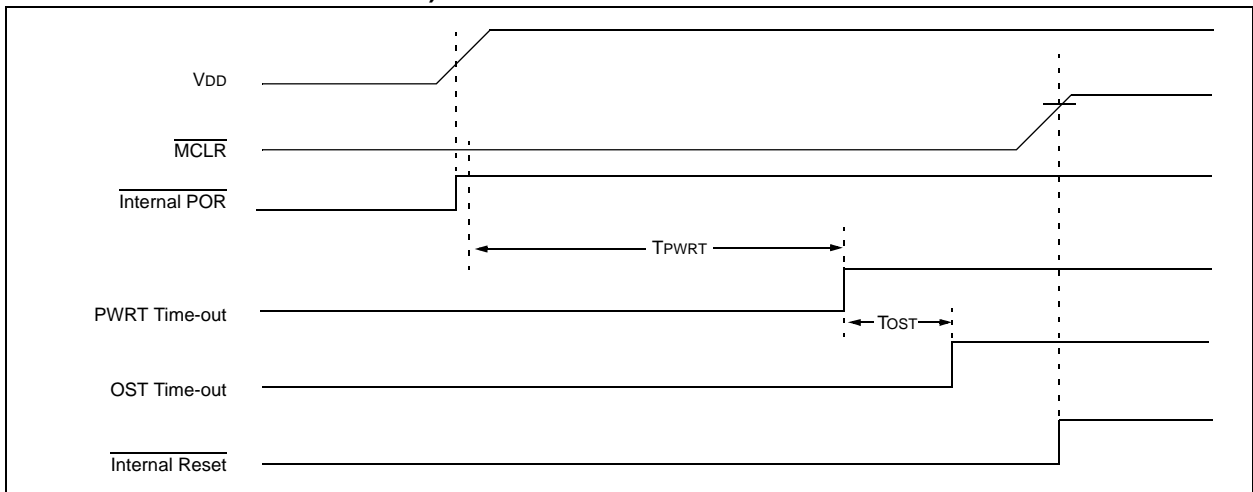 VDD
MCLR
Internal POR
TPWRT
PWRT Time-out
TOST
OST Time-out
Internal Reset